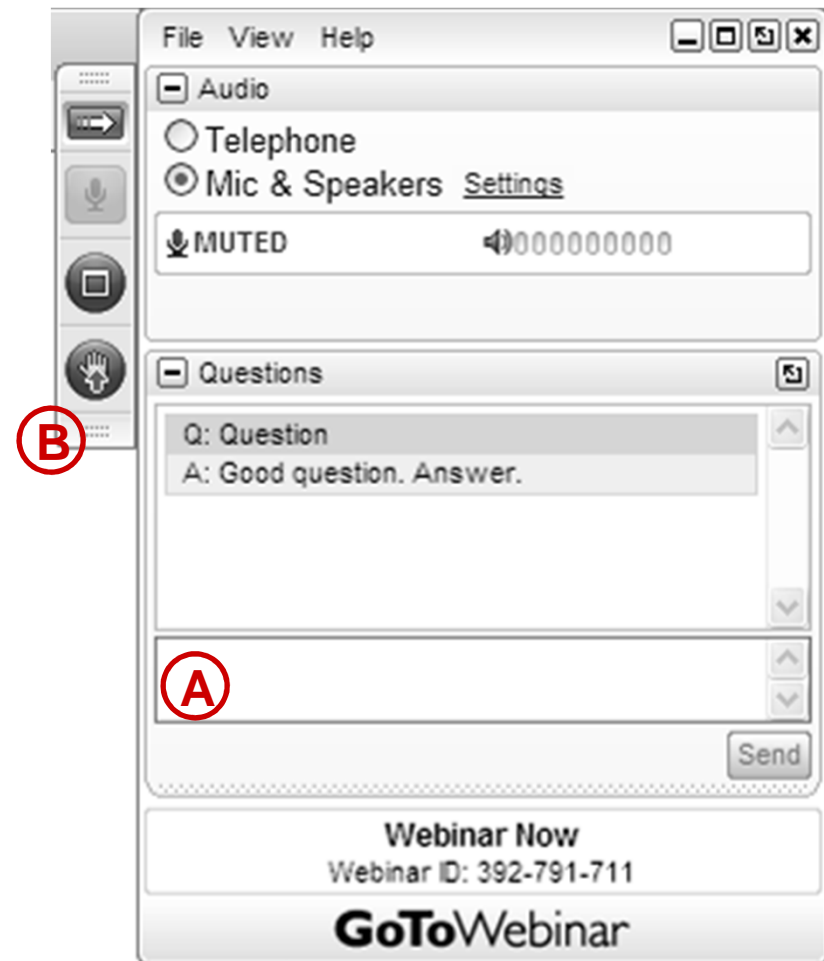 File View Help
Audio
Telephone
Mic & Speakers Settings
MUTED 000000000
Questions
Q: Question
A: Good question. Answer.
B
A
Send
Webinar Now
Webinar ID: 392-791-711
GoToWebinar